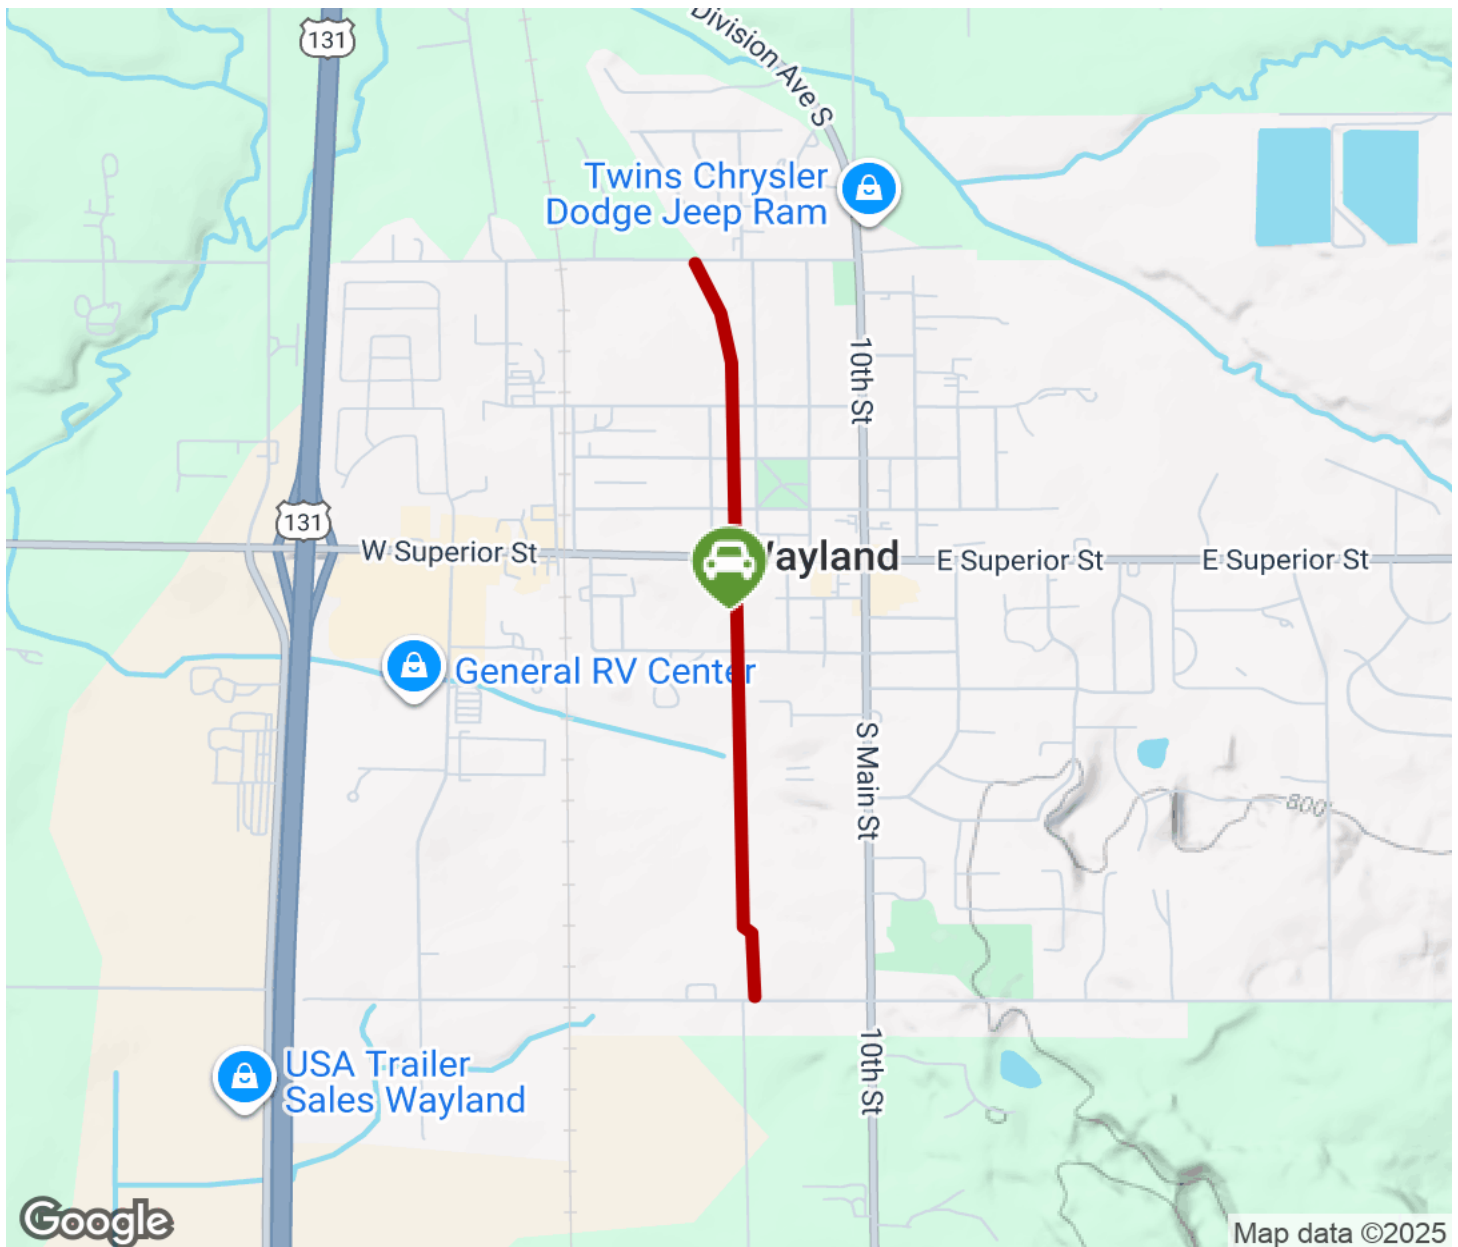 131
Division Ave S
Twins Chrysler
Dodge Jeep Ram
10th St
131
W Superior St
ayland
E Superior St
E Superior St
General RV Center
S Main St
800'
10th St
USA Trailer
Sales Wayland
Google
Map data ©2025